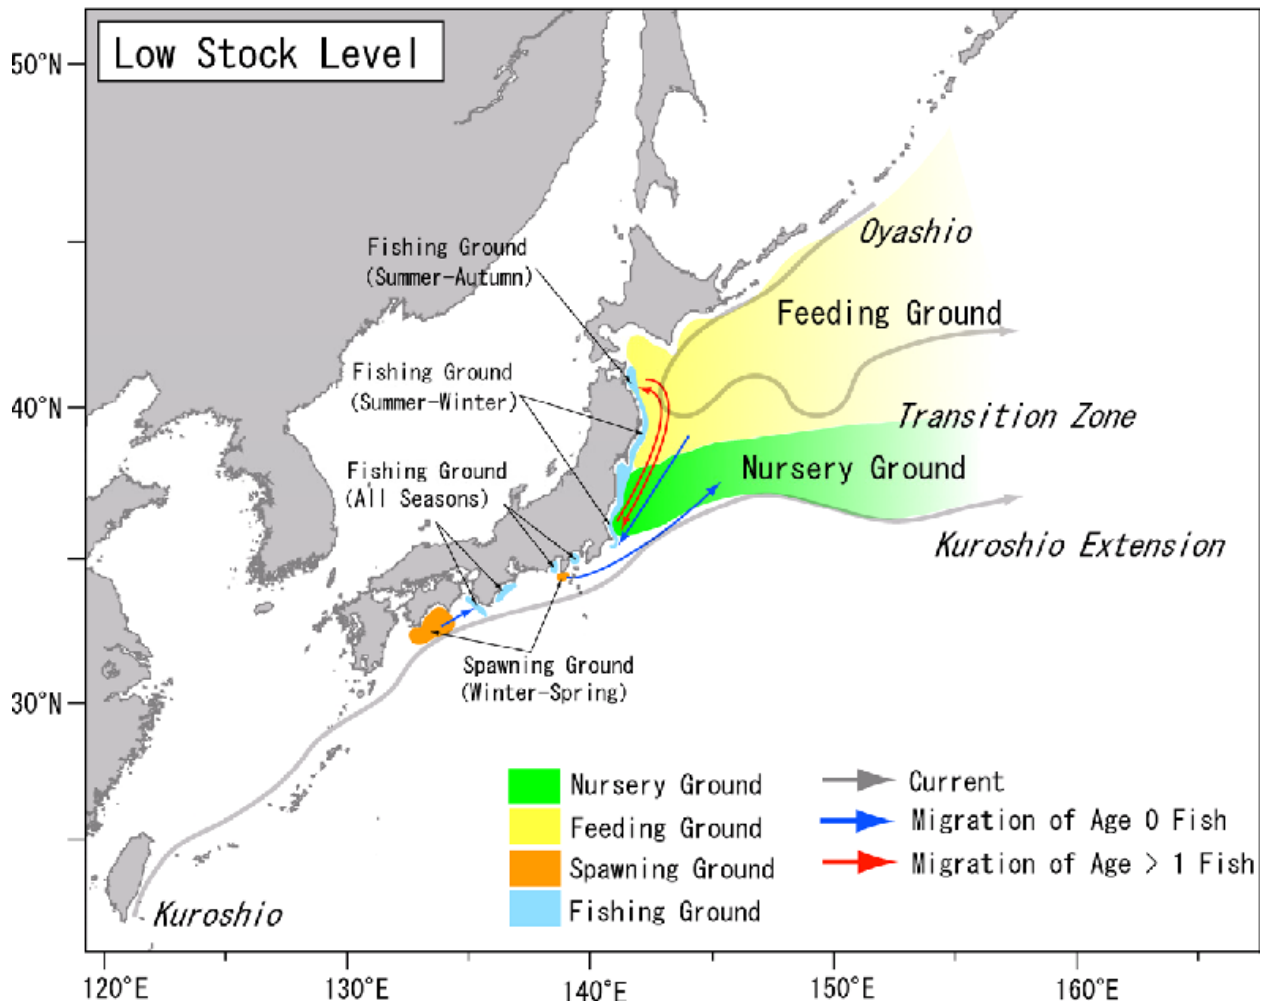 Low Stock Level
50°N
40°N
30°N
Fishing Ground
(Summer-Autumn)
Oyashio
Feeding Ground
Fishing Ground
(Summer-Winter)
Transition Zone
Nursery Ground
Fishing Ground
(All Seasons)
Kuroshio Extension
Spawning Ground
(Winter-Spring)
Kuroshio
Nursery Ground
Feeding Ground
Spawning Ground
Fishing Ground
Current
Migration of Age 0 Fish
Migration of Age > 1 Fish
120°E
130°E
140°E
150°E
160°E